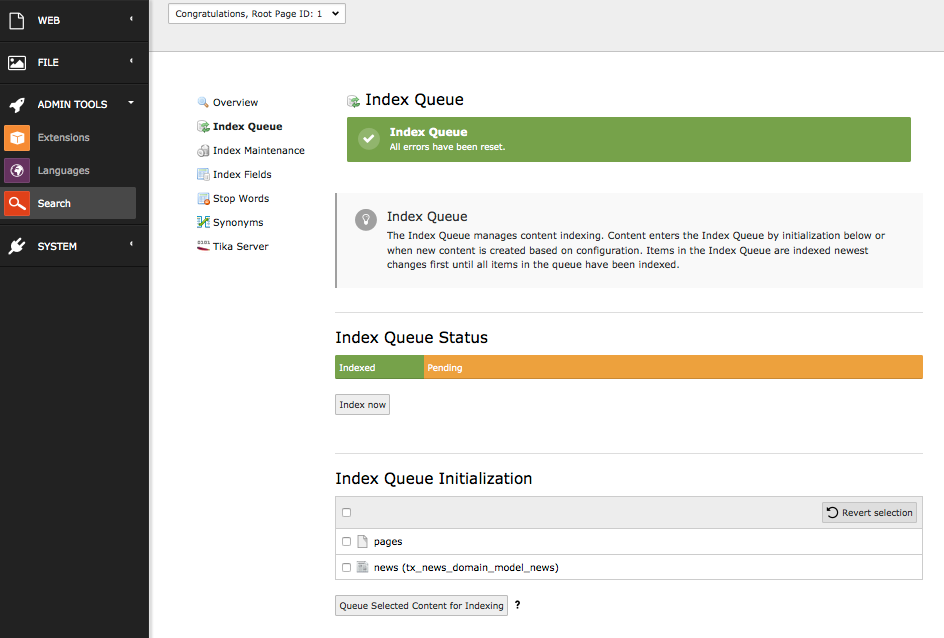 Congratulations, Root Page ID: 1
WEB
FILE
ADMIN TOOLS
Extensions
Languages
Search
SYSTEM
Overview
Index Queue
Index Maintenance
Index Fields
Stop Words
Synonyms
Tika Server
Index Queue
Index Queue
All errors have been reset.
Index Queue
The Index Queue manages content indexing. Content enters the Index Queue by initialization below or
when new content is created based on configuration. Items in the Index Queue are indexed newest
changes first until all items in the queue have been indexed.
Index Queue Status
Indexed
Pending
Index now
Index Queue Initialization
Revert selection
pages
news (tx_news_domain_model_news)
Queue Selected Content for Indexing ?